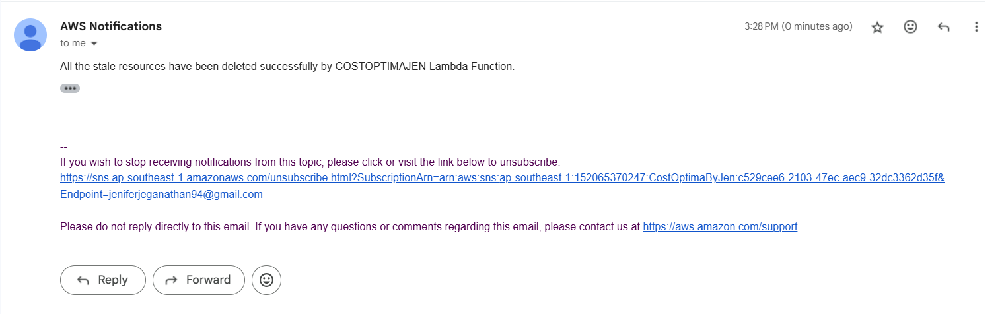 AWS Notifications
3:28 PM (0 minutes ago)
to me
All the stale resources have been deleted successfully by COSTOPTIMAJEN Lambda Function.
--
If you wish to stop receiving notifications from this topic, please click or visit the link below to unsubscribe:
https://sns.ap-southeast-1.amazonaws.com/unsubscribe.html?SubscriptionArn=arn:aws:sns:ap-southeast-1:152065370247:CostOptimaByJen:c529cee6-2103-47ec-aec9-32dc3362d35f&
Endpoint=jeniferjeganathan94@gmail.com
Please do not reply directly to this email. If you have any questions or comments regarding this email, please contact us at https://aws.amazon.com/support
Reply
Forward